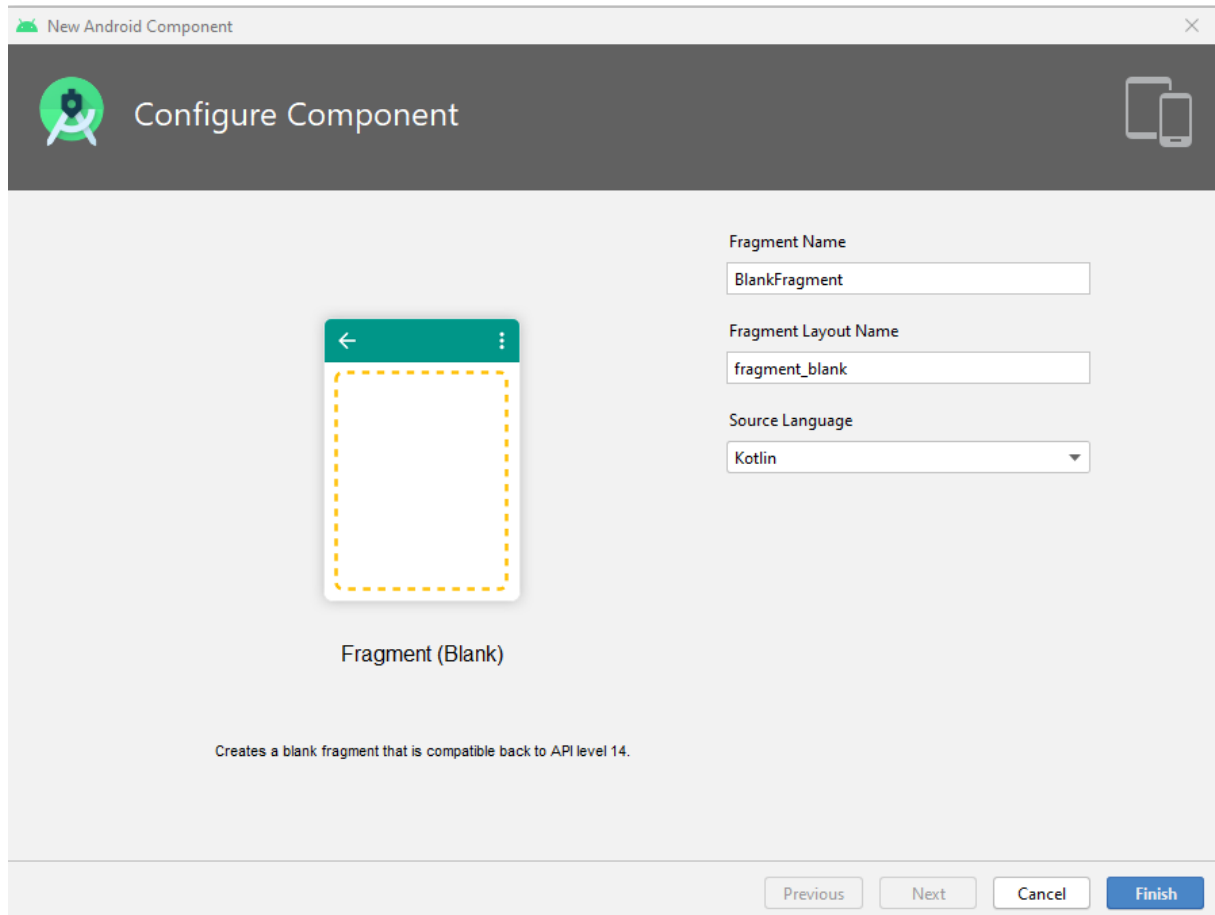 New Android Component
Configure Component
Fragment Name
BlankFragment
Fragment Layout Name
fragment_blank
Source Language
Kotlin
Fragment (Blank)
Creates a blank fragment that is compatible back to API level 14.
Previous
Next
Cancel
Finish